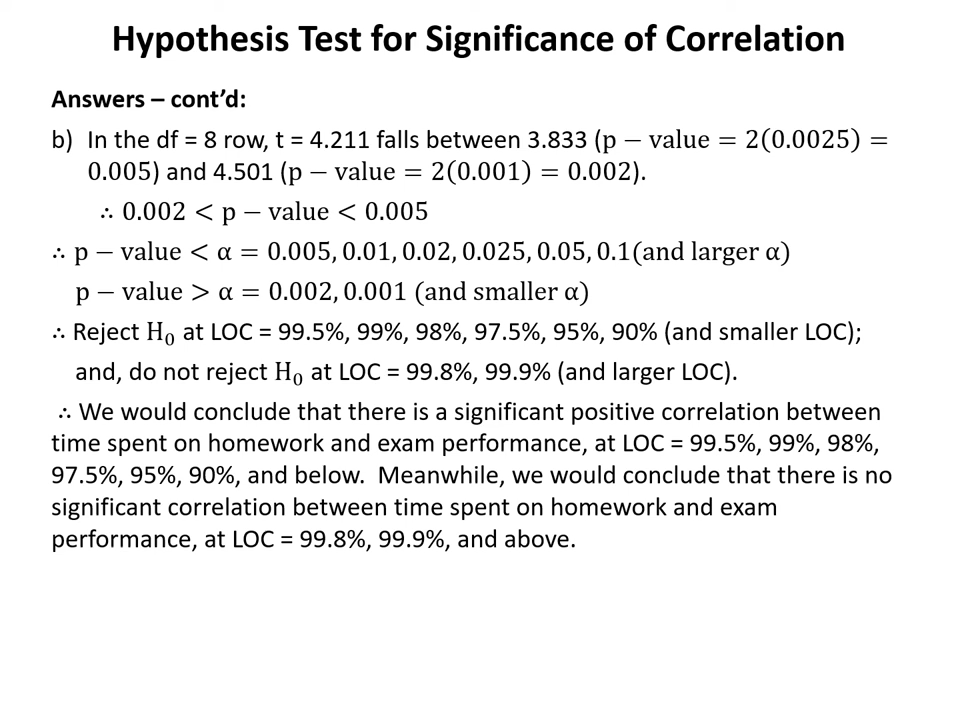 Hypothesis Test for Significance of Correlation
Answers – cont’d:
b) In the df = 8 row, t = 4.211 falls between 3.833 (p − value = 2(0.0025) =
0.005) and 4.501 (p − value = 2(0.001) = 0.002).
∴ 0.002 < p − value < 0.005
∴ p − value < α = 0.005, 0.01, 0.02, 0.025, 0.05, 0.1(and larger α)
p − value > α = 0.002, 0.001 (and smaller α)
∴ Reject H₀ at LOC = 99.5%, 99%, 98%, 97.5%, 95%, 90% (and smaller LOC);
and, do not reject H₀ at LOC = 99.8%, 99.9% (and larger LOC).
∴ We would conclude that there is a significant positive correlation between
time spent on homework and exam performance, at LOC = 99.5%, 99%, 98%,
97.5%, 95%, 90%, and below. Meanwhile, we would conclude that there is no
significant correlation between time spent on homework and exam
performance, at LOC = 99.8%, 99.9%, and above.